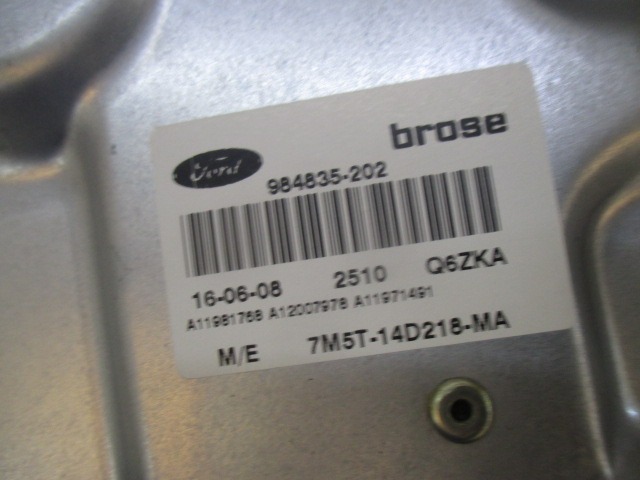 brose
Ford
984835-202
16-06-08 2510 Q6ZKA
A11981768 A12007978 A11971491
M/E 7M5T-14D218-MA